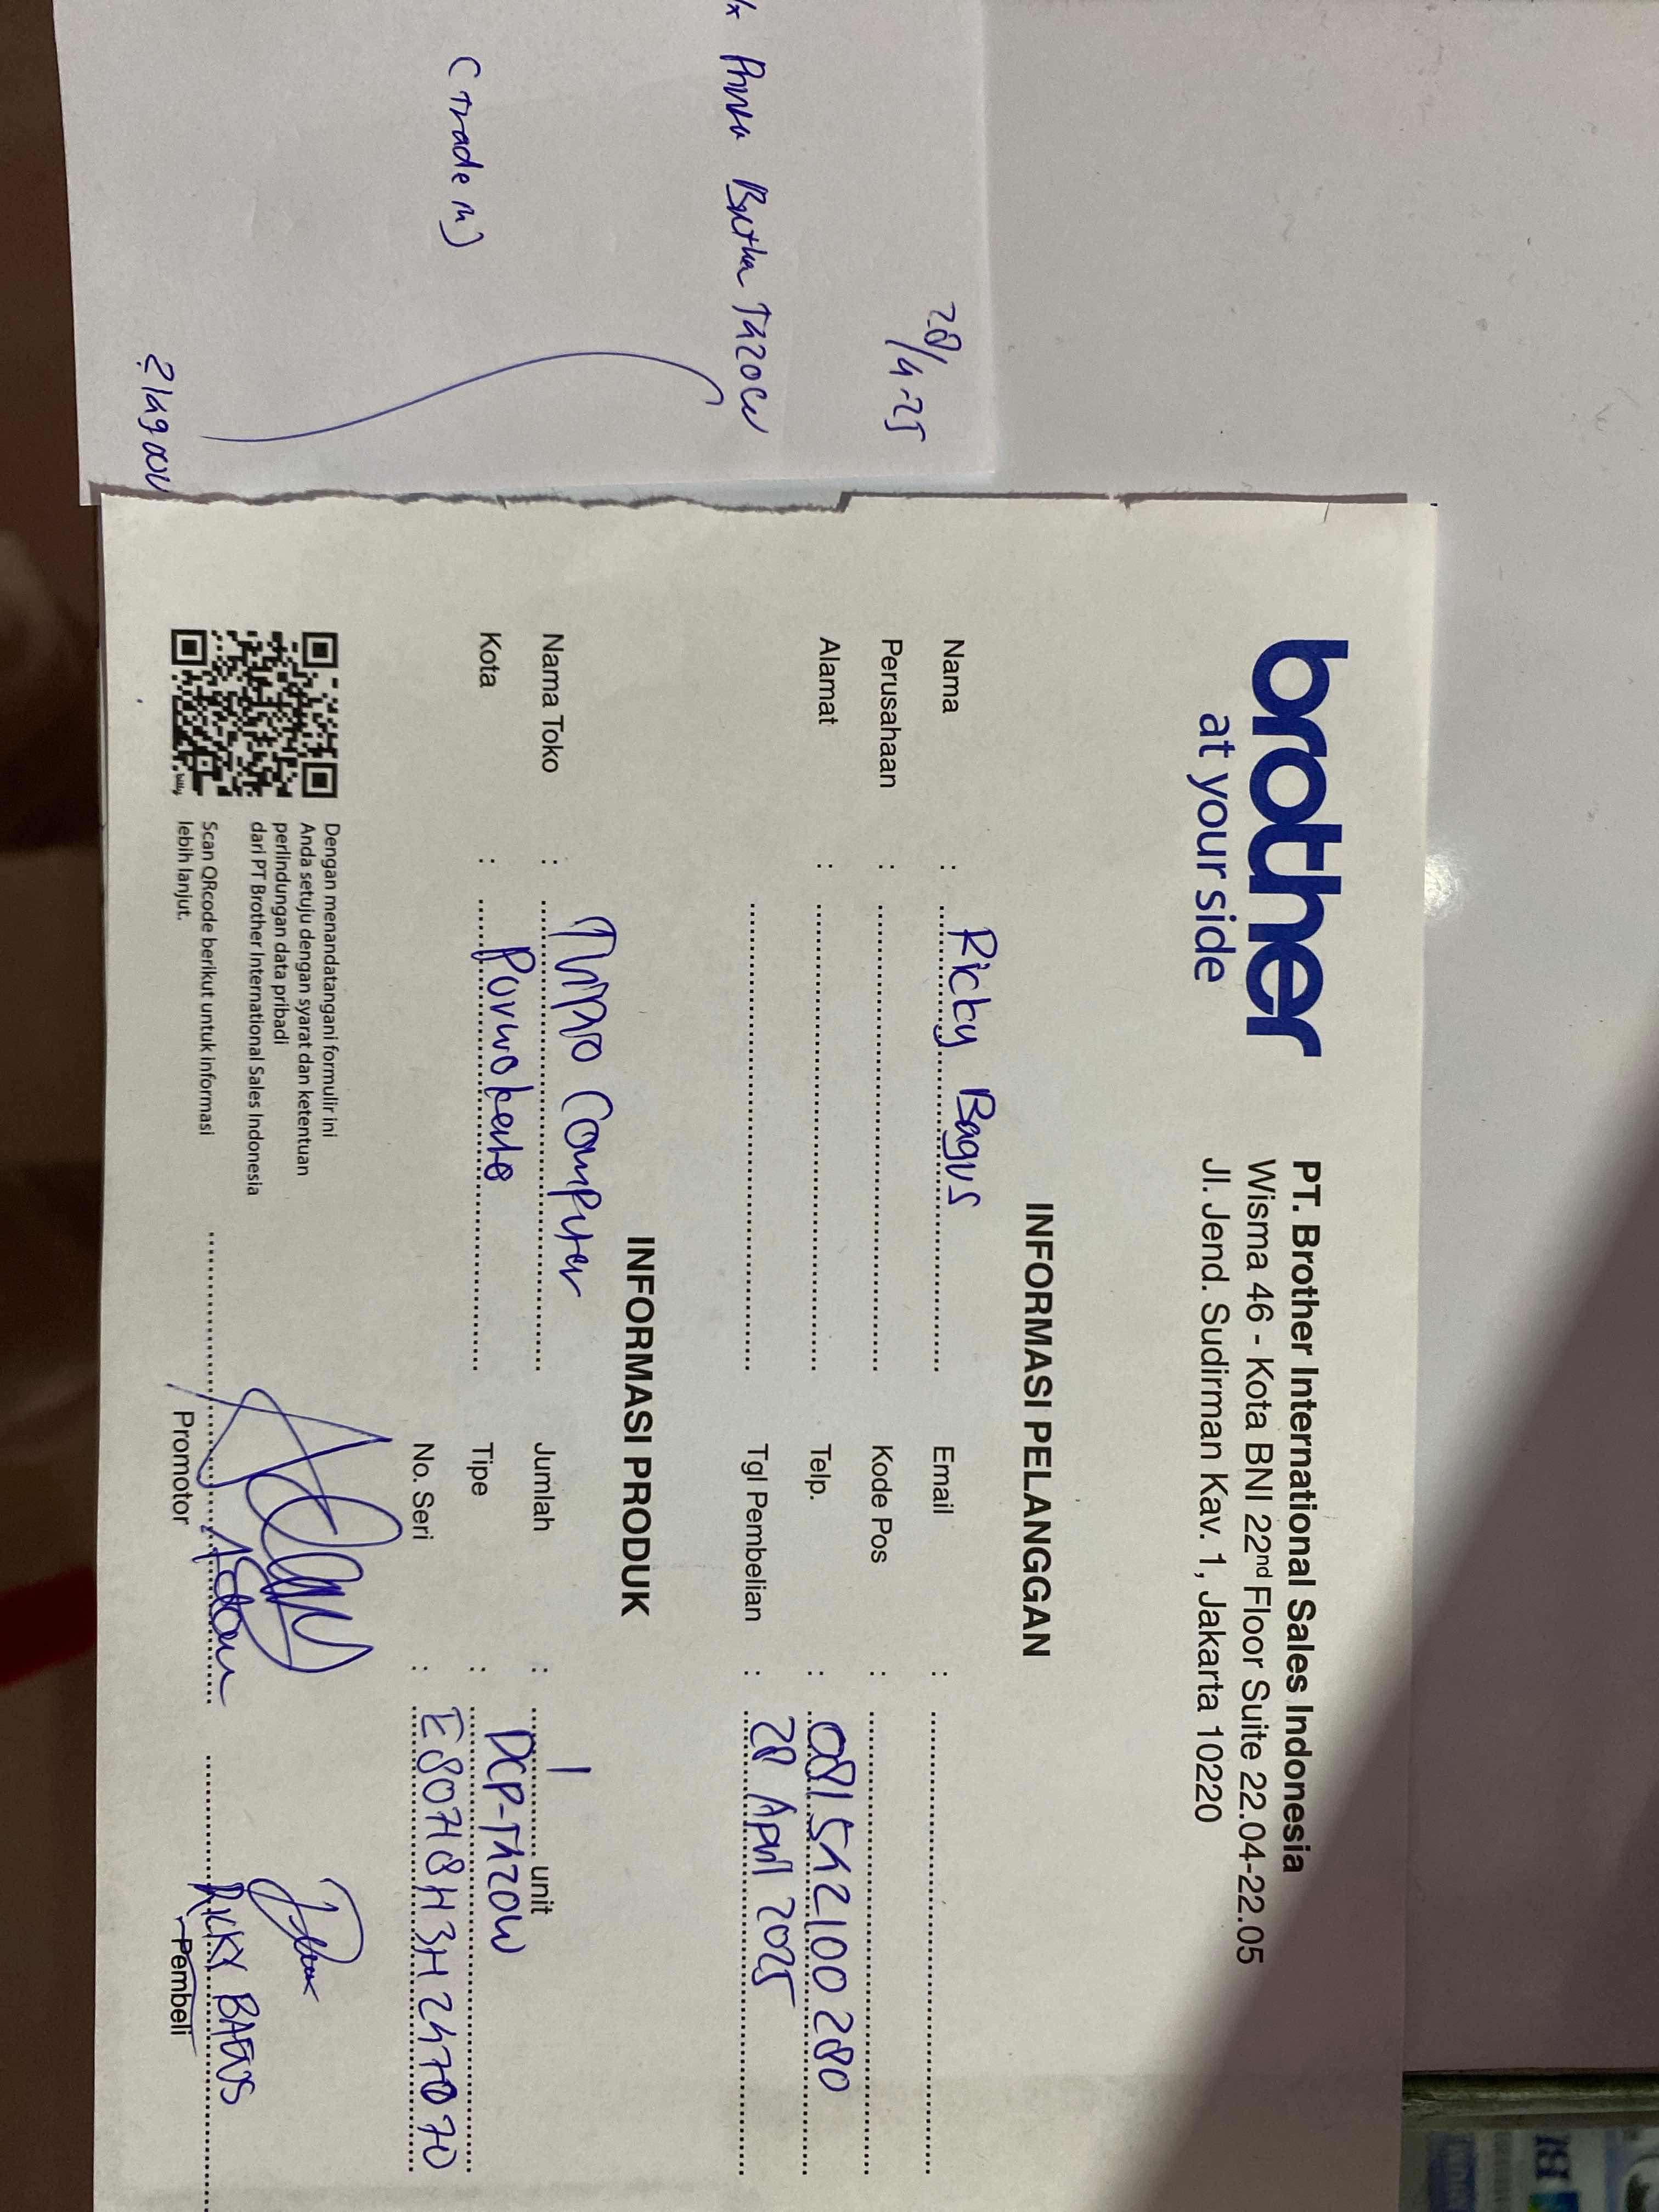 28/4-25
Brother T420W
(trade in)
2149000
brother
at your side
PT. Brother International Sales Indonesia
Wisma 46 - Kota BNI 22nd Floor Suite 22.04-22.05
Jl. Jend. Sudirman Kav. 1, Jakarta 10220
INFORMASI PELANGGAN
Nama : Ricky Bagus
Email :
Perusahaan :
Kode Pos :
Alamat :
Telp. : 081542100280
Tgl Pembelian : 28 April 2025
INFORMASI PRODUK
Nama Toko : Computer
Jumlah : 1 unit
Kota : Purwokerto
Tipe : DCP-T420W
No. Seri : E80718H3H247070
Dengan menandatangani formulir ini
Anda setuju dengan syarat dan ketentuan
perlindungan data pribadi
dari PT Brother International Sales Indonesia
Scan QRcode berikut untuk informasi
lebih lanjut.
Promotor
RICKY BAGUS
Pembeli